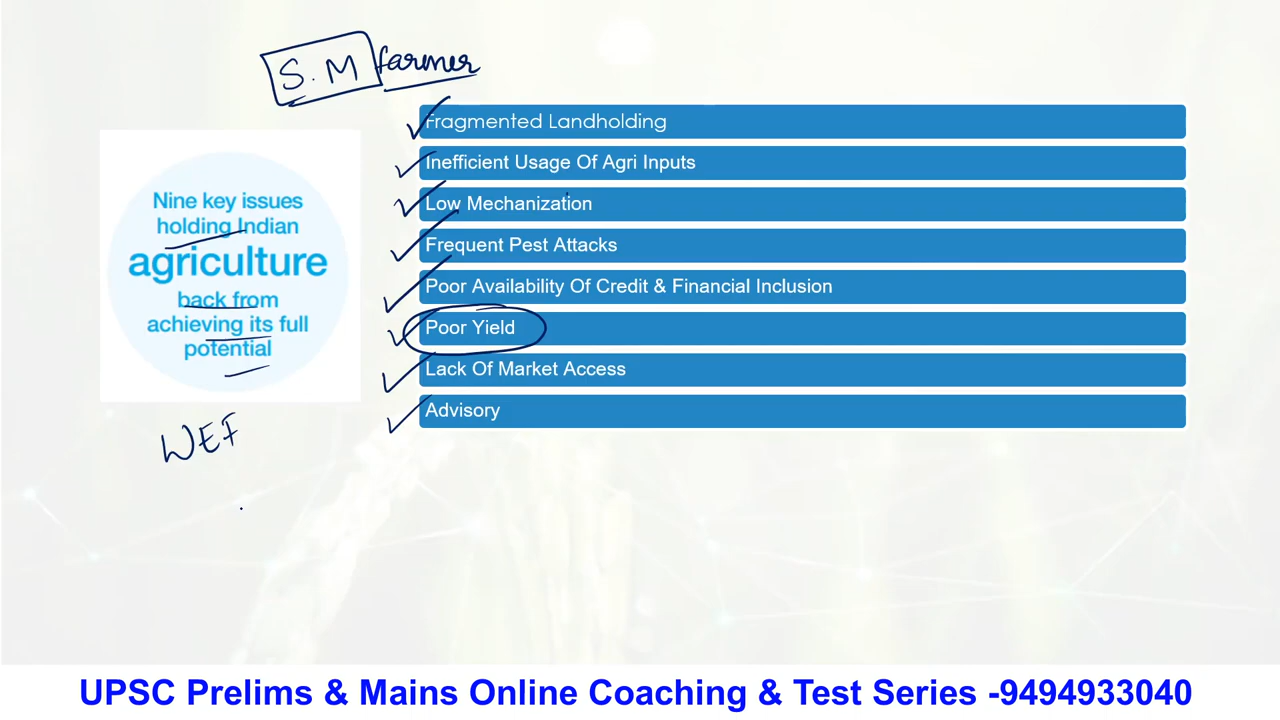 S.M farmer
Nine key issues
holding Indian
agriculture
back from
achieving its full
potential
WEF
Fragmented Landholding
Inefficient Usage Of Agri Inputs
Low Mechanization
Frequent Pest Attacks
Poor Availability Of Credit & Financial Inclusion
Poor Yield
Lack Of Market Access
Advisory
UPSC Prelims & Mains Online Coaching & Test Series -9494933040